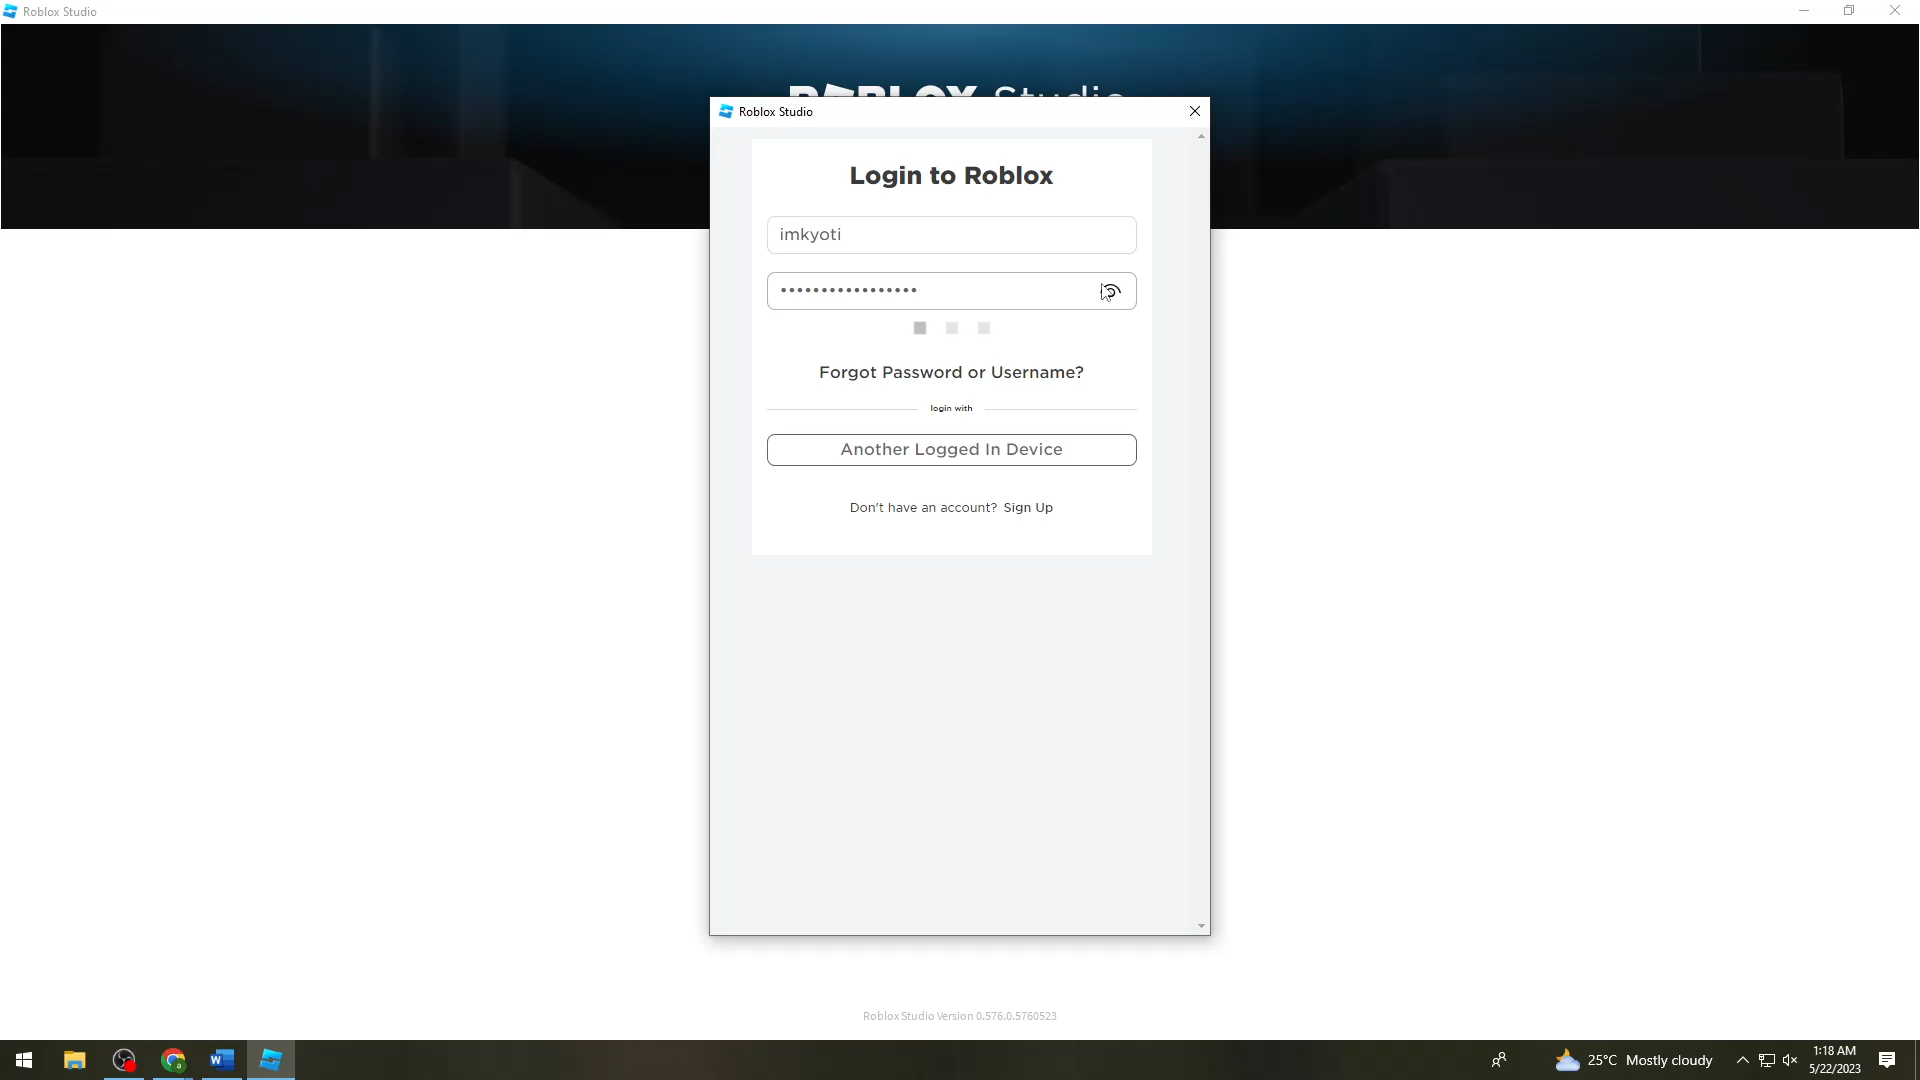 Roblox Studio
ROBLOX Studio
Roblox Studio
Login to Roblox
imkyoti
•••••••••••••••••
Forgot Password or Username?
login with
Another Logged In Device
Don't have an account? Sign Up
Roblox Studio Version 0.576.0.5760523
25°C Mostly cloudy
1:18 AM
5/22/2023